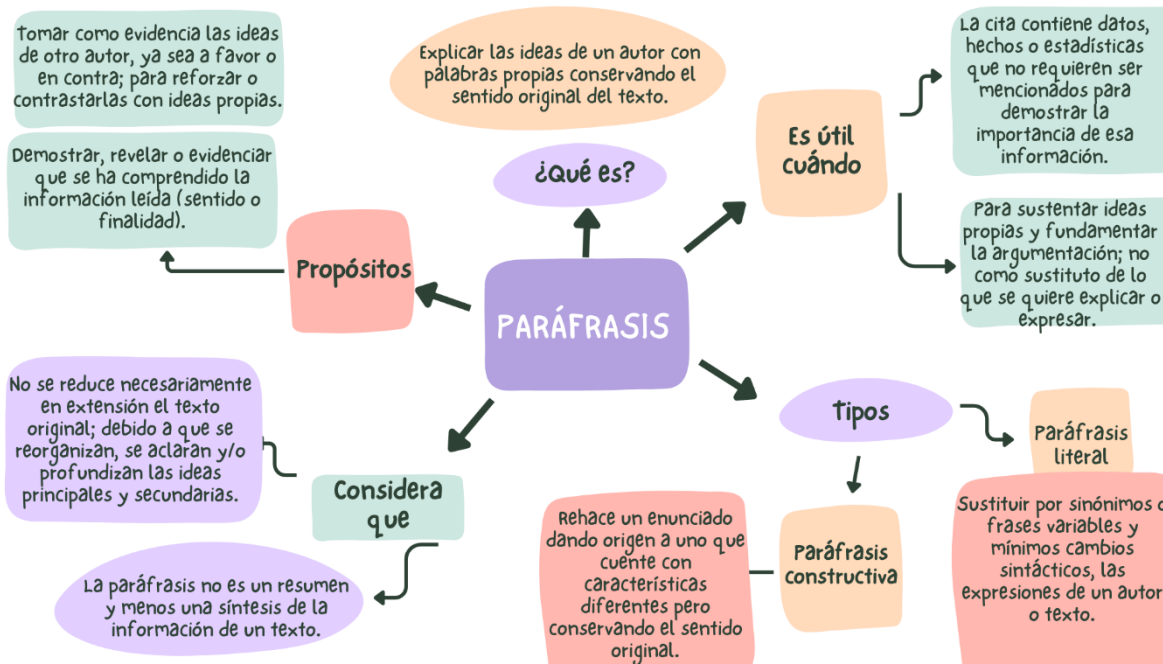 Tomar como evidencia las ideas
de otro autor, ya sea a favor o
en contra; para reforzar o
contrastarlas con ideas propias.
Demostrar, revelar o evidenciar
que se ha comprendido la
información leída (sentido o
finalidad).
Propósitos
Explicar las ideas de un autor con
palabras propias conservando el
sentido original del texto.
¿Qué es?
Es útil
cuándo
La cita contiene datos,
hechos o estadísticas
que no requieren ser
mencionados para
demostrar la
importancia de esa
información.
Para sustentar ideas
propias y fundamentar
la argumentación; no
como sustituto de lo
que se quiere explicar o
expresar.
PARÁFRASIS
No se reduce necesariamente
en extensión el texto
original; debido a que se
reorganizan, se aclaran y/o
profundizan las ideas
principales y secundarias.
Considera
que
La paráfrasis no es un resumen
y menos una síntesis de la
información de un texto.
Tipos
Paráfrasis
literal
Sustituir por sinónimos o
frases variables y
mínimos cambios
sintácticos, las
expresiones de un autor
o texto.
Paráfrasis
constructiva
Rehace un enunciado
dando origen a uno que
cuente con
características
diferentes pero
conservando el sentido
original.